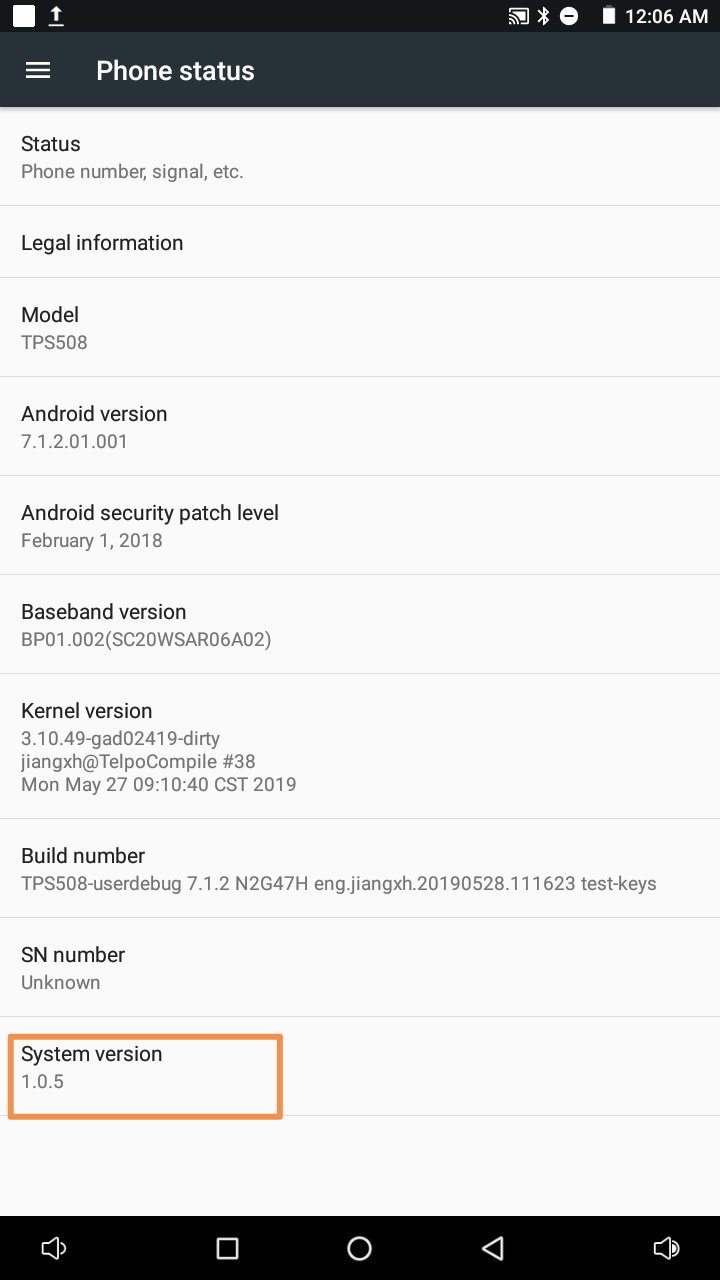 12:06 AM
Phone status
Status
Phone number, signal, etc.
Legal information
Model
TPS508
Android version
7.1.2.01.001
Android security patch level
February 1, 2018
Baseband version
BP01.002(SC20WSAR06A02)
Kernel version
3.10.49-gad02419-dirty
jiangxh@TelpoCompile #38
Mon May 27 09:10:40 CST 2019
Build number
TPS508-userdebug 7.1.2 N2G47H eng.jiangxh.20190528.111623 test-keys
SN number
Unknown
System version
1.0.5